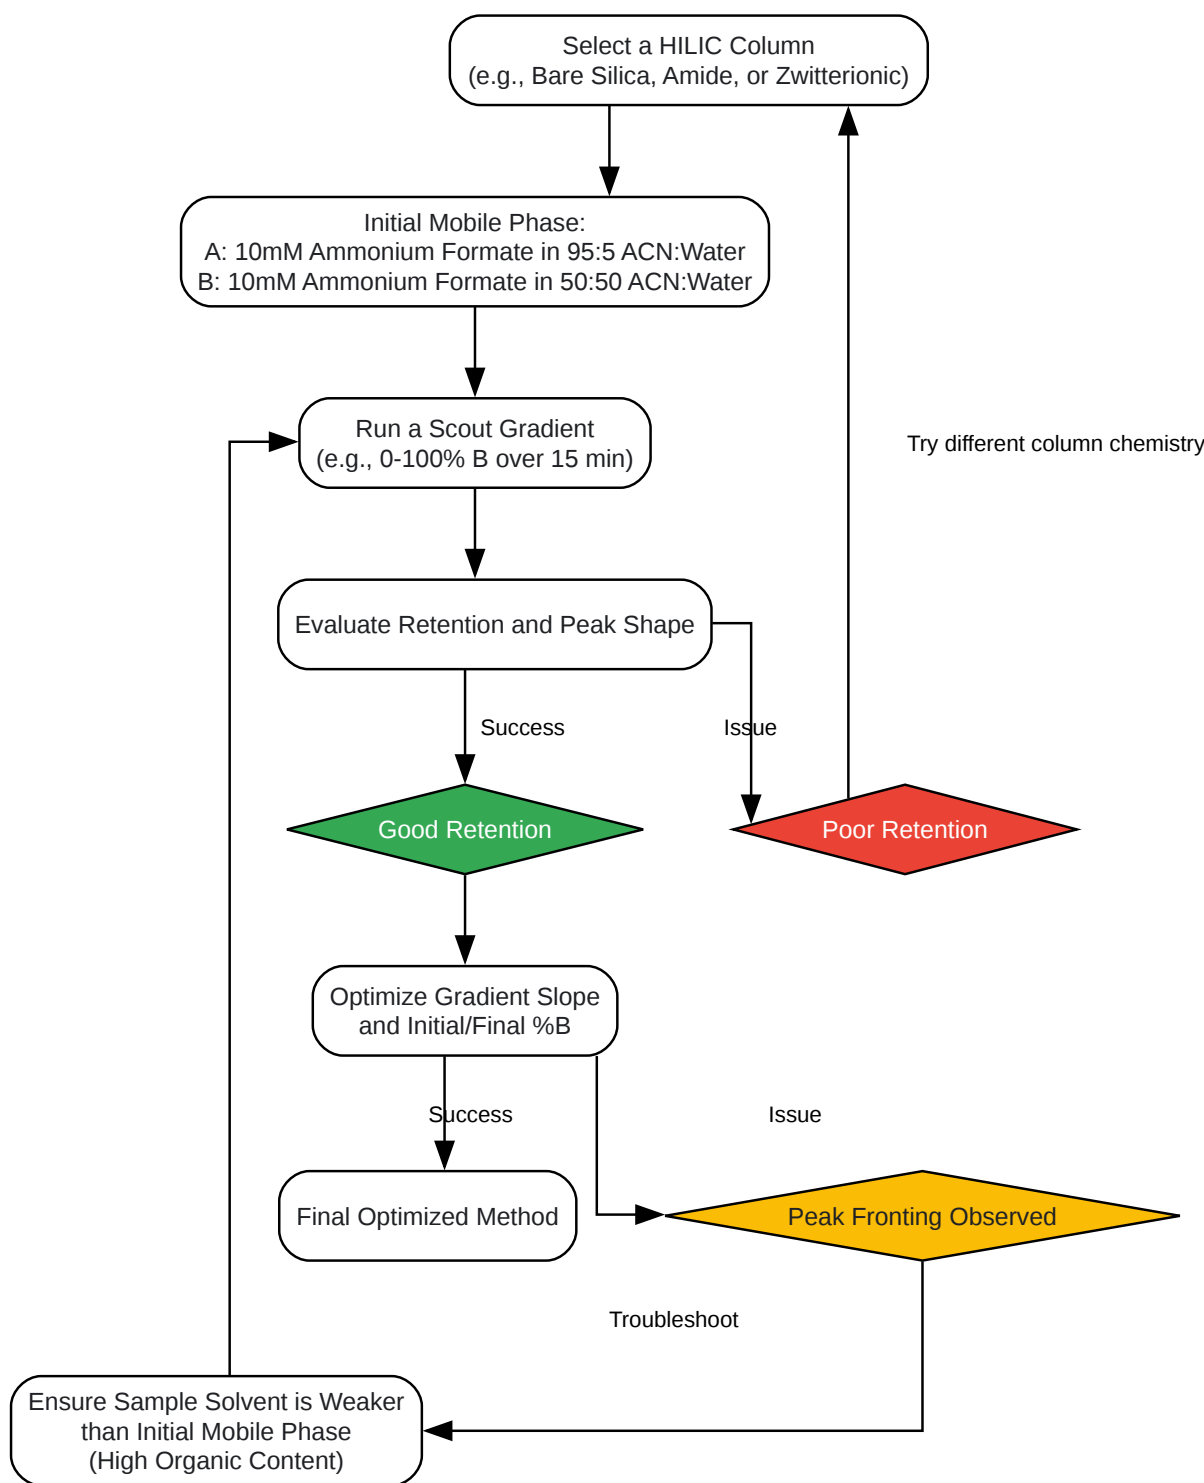 Select a HILIC Column
(e.g., Bare Silica, Amide, or Zwitterionic)
Initial Mobile Phase:
A: 10mM Ammonium Formate in 95:5 ACN:Water
B: 10mM Ammonium Formate in 50:50 ACN:Water
Run a Scout Gradient
(e.g., 0-100% B over 15 min)
Try different column chemistry
Evaluate Retention and Peak Shape
Success
Issue
Good Retention
Poor Retention
Optimize Gradient Slope
and Initial/Final %B
Success
Issue
Final Optimized Method
Peak Fronting Observed
Troubleshoot
Ensure Sample Solvent is Weaker
than Initial Mobile Phase
(High Organic Content)